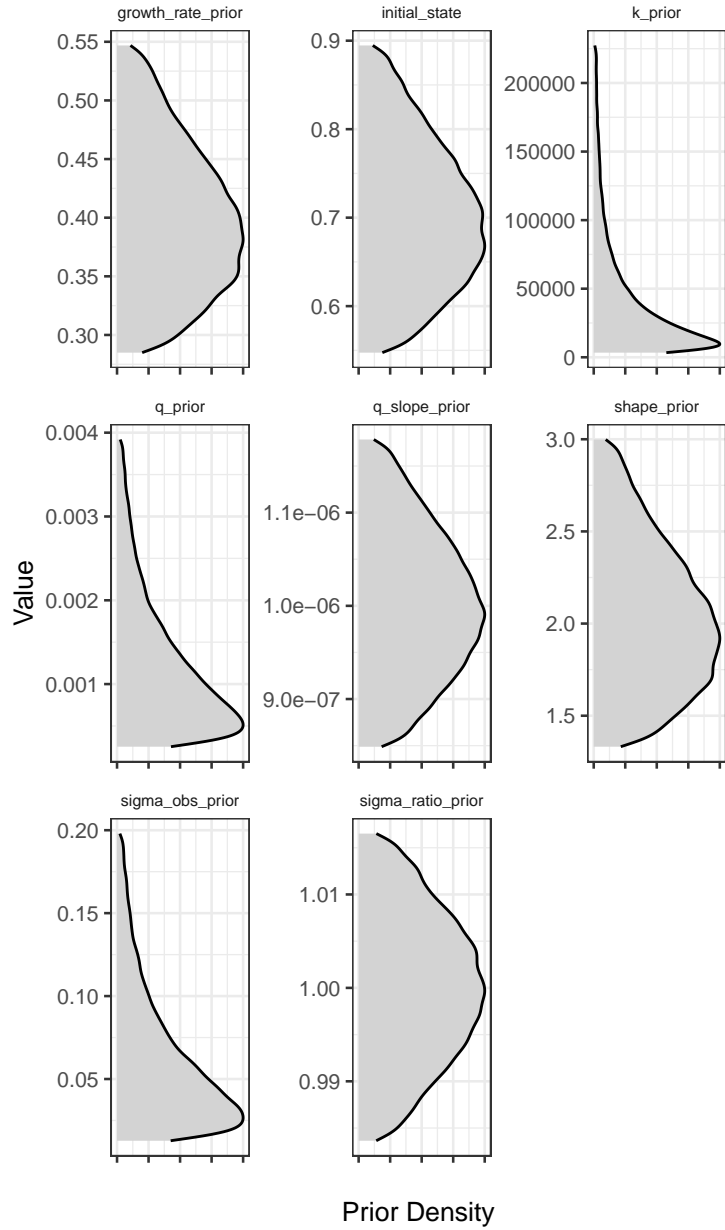 growth_rate_prior
0.55
0.50
0.45
0.40
0.35
0.30
initial_state
0.9
0.8
0.7
0.6
k_prior
200000
150000
100000
50000
0
q_prior
0.004
0.003
0.002
0.001
q_slope_prior
1.1e−06
1.0e−06
9.0e−07
shape_prior
3.0
2.5
2.0
1.5
sigma_obs_prior
0.20
0.15
0.10
0.05
sigma_ratio_prior
1.01
1.00
0.99
Value
Prior Density